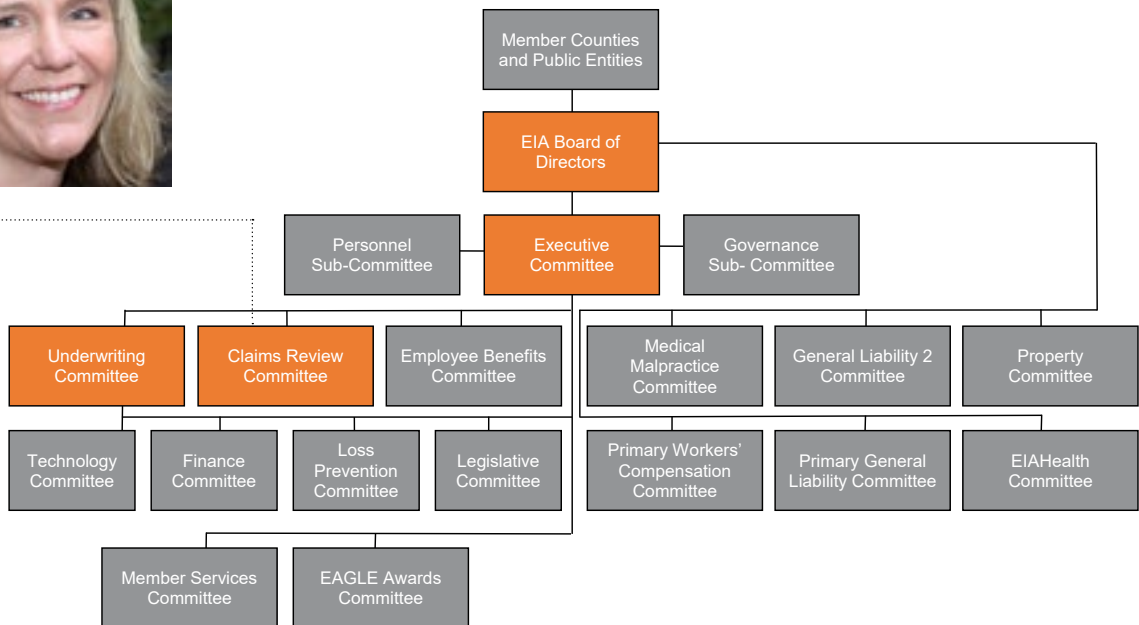 Member Counties
and Public Entities
EIA Board of
Directors
Personnel
Sub-Committee
Executive
Committee
Governance
Sub- Committee
Underwriting
Committee
Claims Review
Committee
Employee Benefits
Committee
Medical
Malpractice
Committee
General Liability 2
Committee
Property
Committee
Technology
Committee
Finance
Committee
Loss
Prevention
Committee
Legislative
Committee
Primary Workers’
Compensation
Committee
Primary General
Liability Committee
EIAHealth
Committee
Member Services
Committee
EAGLE Awards
Committee